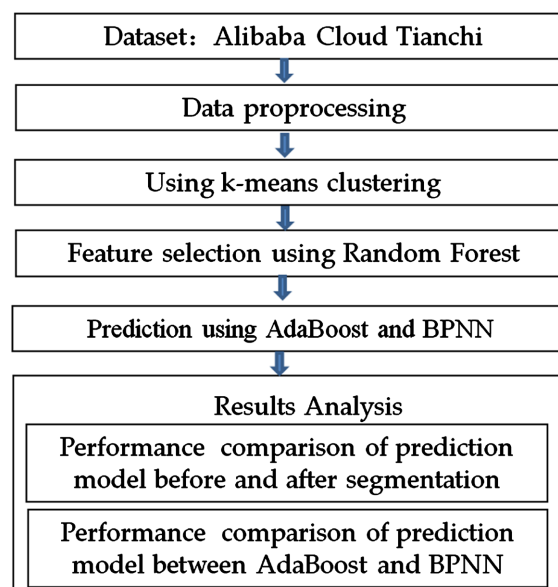 Dataset：Alibaba Cloud Tianchi
Data proprocessing
Using k-means clustering
Feature selection using Random Forest
Prediction using AdaBoost and BPNN
Results Analysis
Performance comparison of prediction
model before and after segmentation
Performance comparison of prediction
model between AdaBoost and BPNN